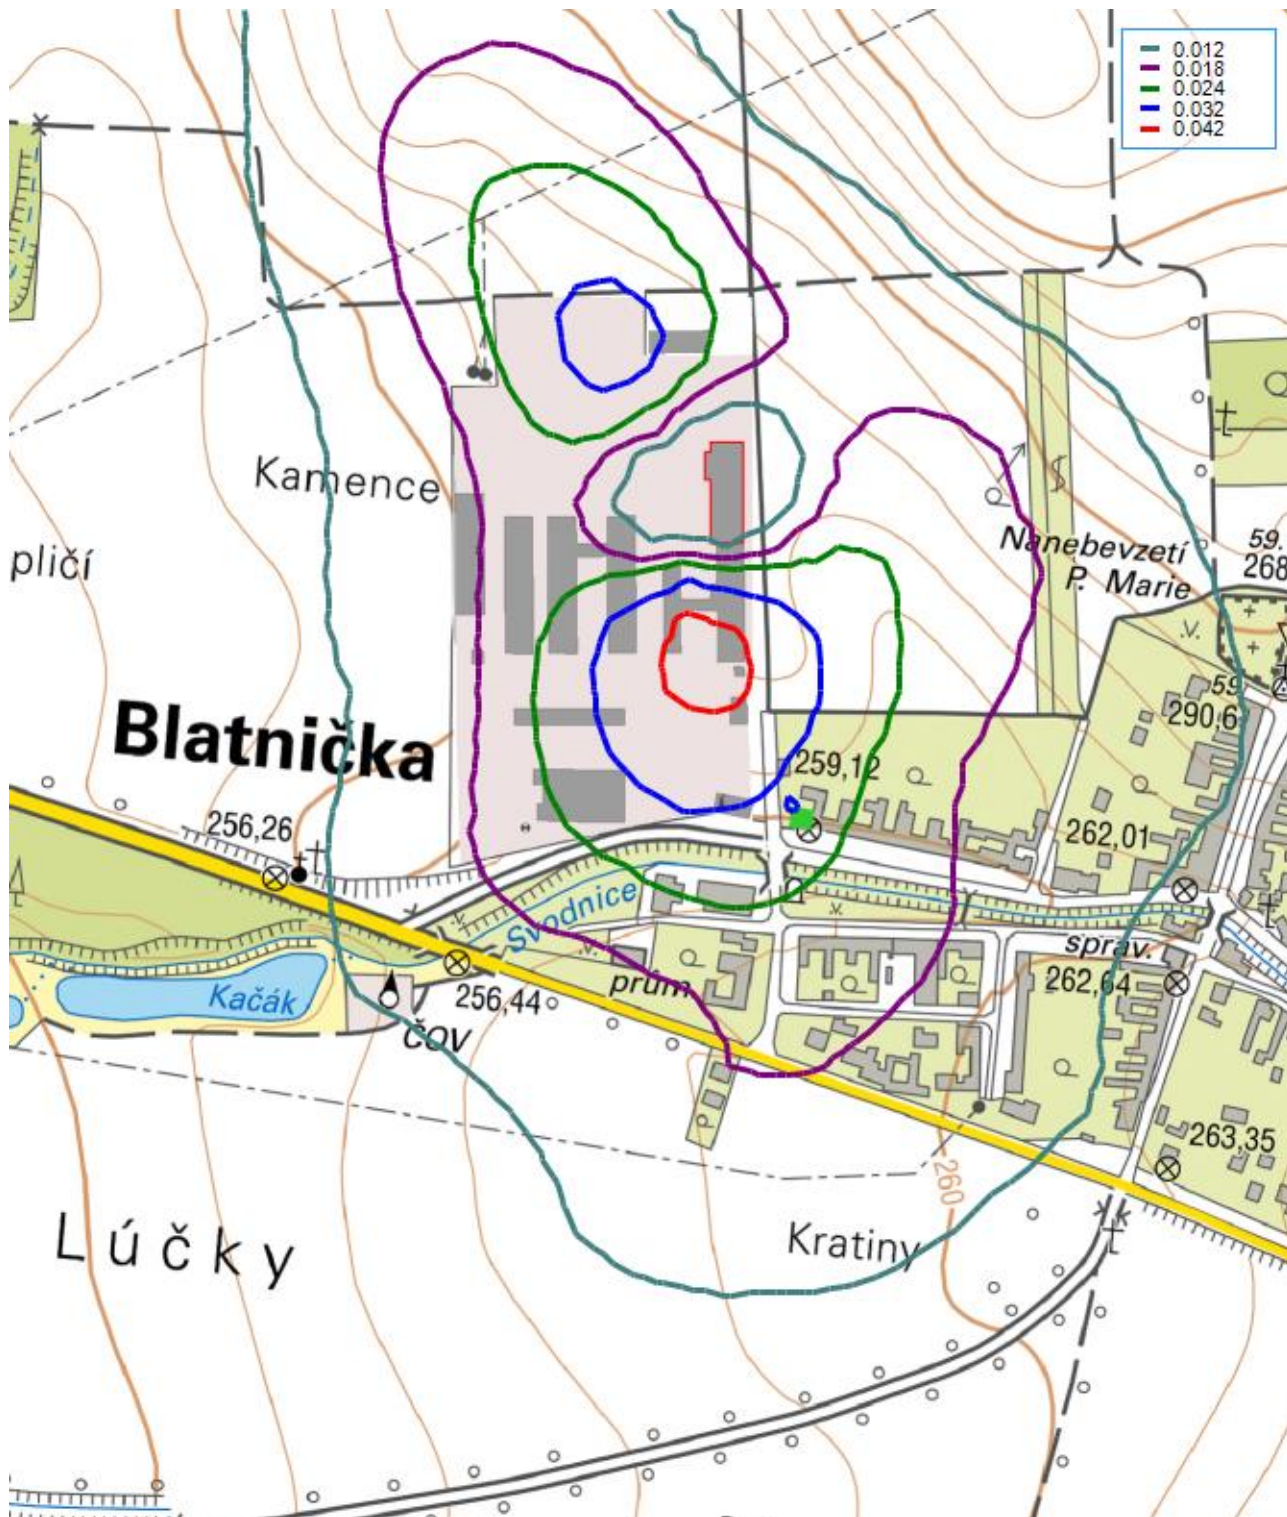 0.012
0.018
0.024
0.032
0.042
Kamence
pličí
Nanebevzetí
P. Marie
59.
268
Blatnička
59
290,6
259,12
256,26
262,01
Svodnice
správ.
262,64
prům.
Kačák
256,44
ČOV
263,35
260
Lúčky
Kratiny